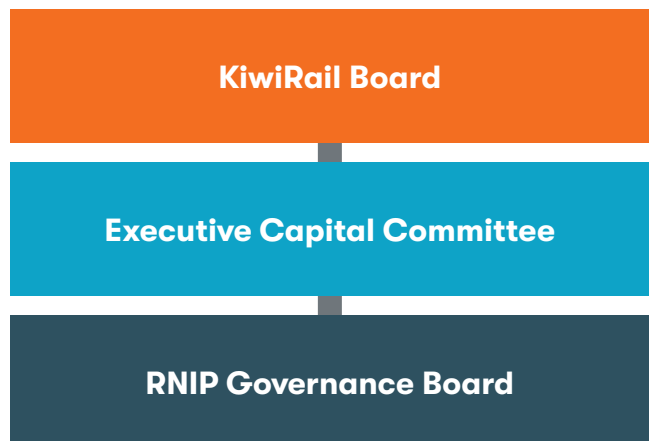 KiwiRail Board
Executive Capital Committee
RNIP Governance Board